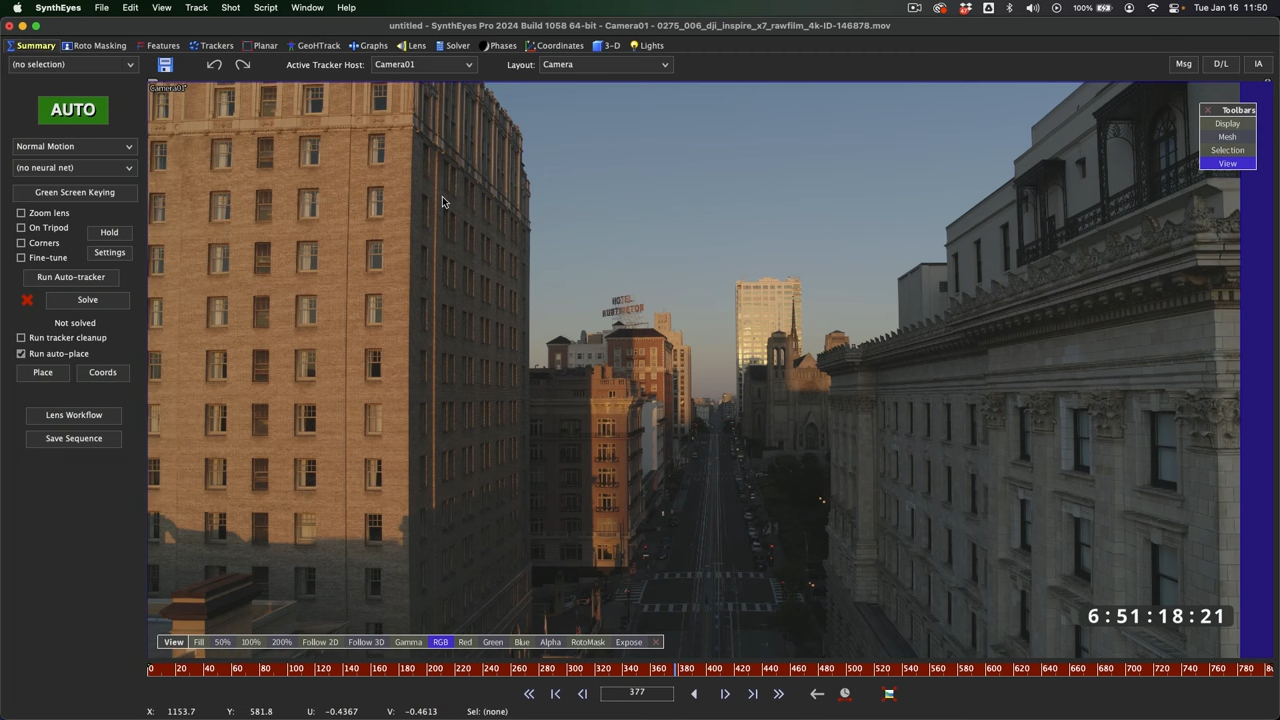 SynthEyes File Edit View Track Shot Script Window Help 100% Tue Jan 16 11:50
untitled - SynthEyes Pro 2024 Build 1058 64-bit - Camera01 - 0275_006_dji_inspire_x7_rawfilm_4k-ID-146878.mov
Summary Roto Masking Features Trackers Planar GeoHTrack Graphs Lens Solver Phases Coordinates 3-D Lights
(no selection) Active Tracker Host: Camera01 Layout: Camera Msg D/L IA
Camera01*
Toolbars
Display
Mesh
Selection
View
AUTO
Normal Motion
(no neural net)
Green Screen Keying
Zoom lens
On Tripod
Hold
Corners
Settings
Fine-tune
Run Auto-tracker
Solve
Not solved
Run tracker cleanup
Run auto-place
Place Coords
Lens Workflow
Save Sequence
HOTEL
HUNTINGTON
6:51:18:21
View Fill 50% 100% 200% Follow 2D Follow 3D Gamma RGB Red Green Blue Alpha RotoMask Expose
0 20 40 60 80 100 120 140 160 180 200 220 240 260 280 300 320 340 360 380 400 420 440 460 480 500 520 540 560 580 600 620 640 660 680 700 720 740 760 780 8
377
X: 1153.7 Y: 581.8 U: -0.4367 V: -0.4613 Sel: (none)